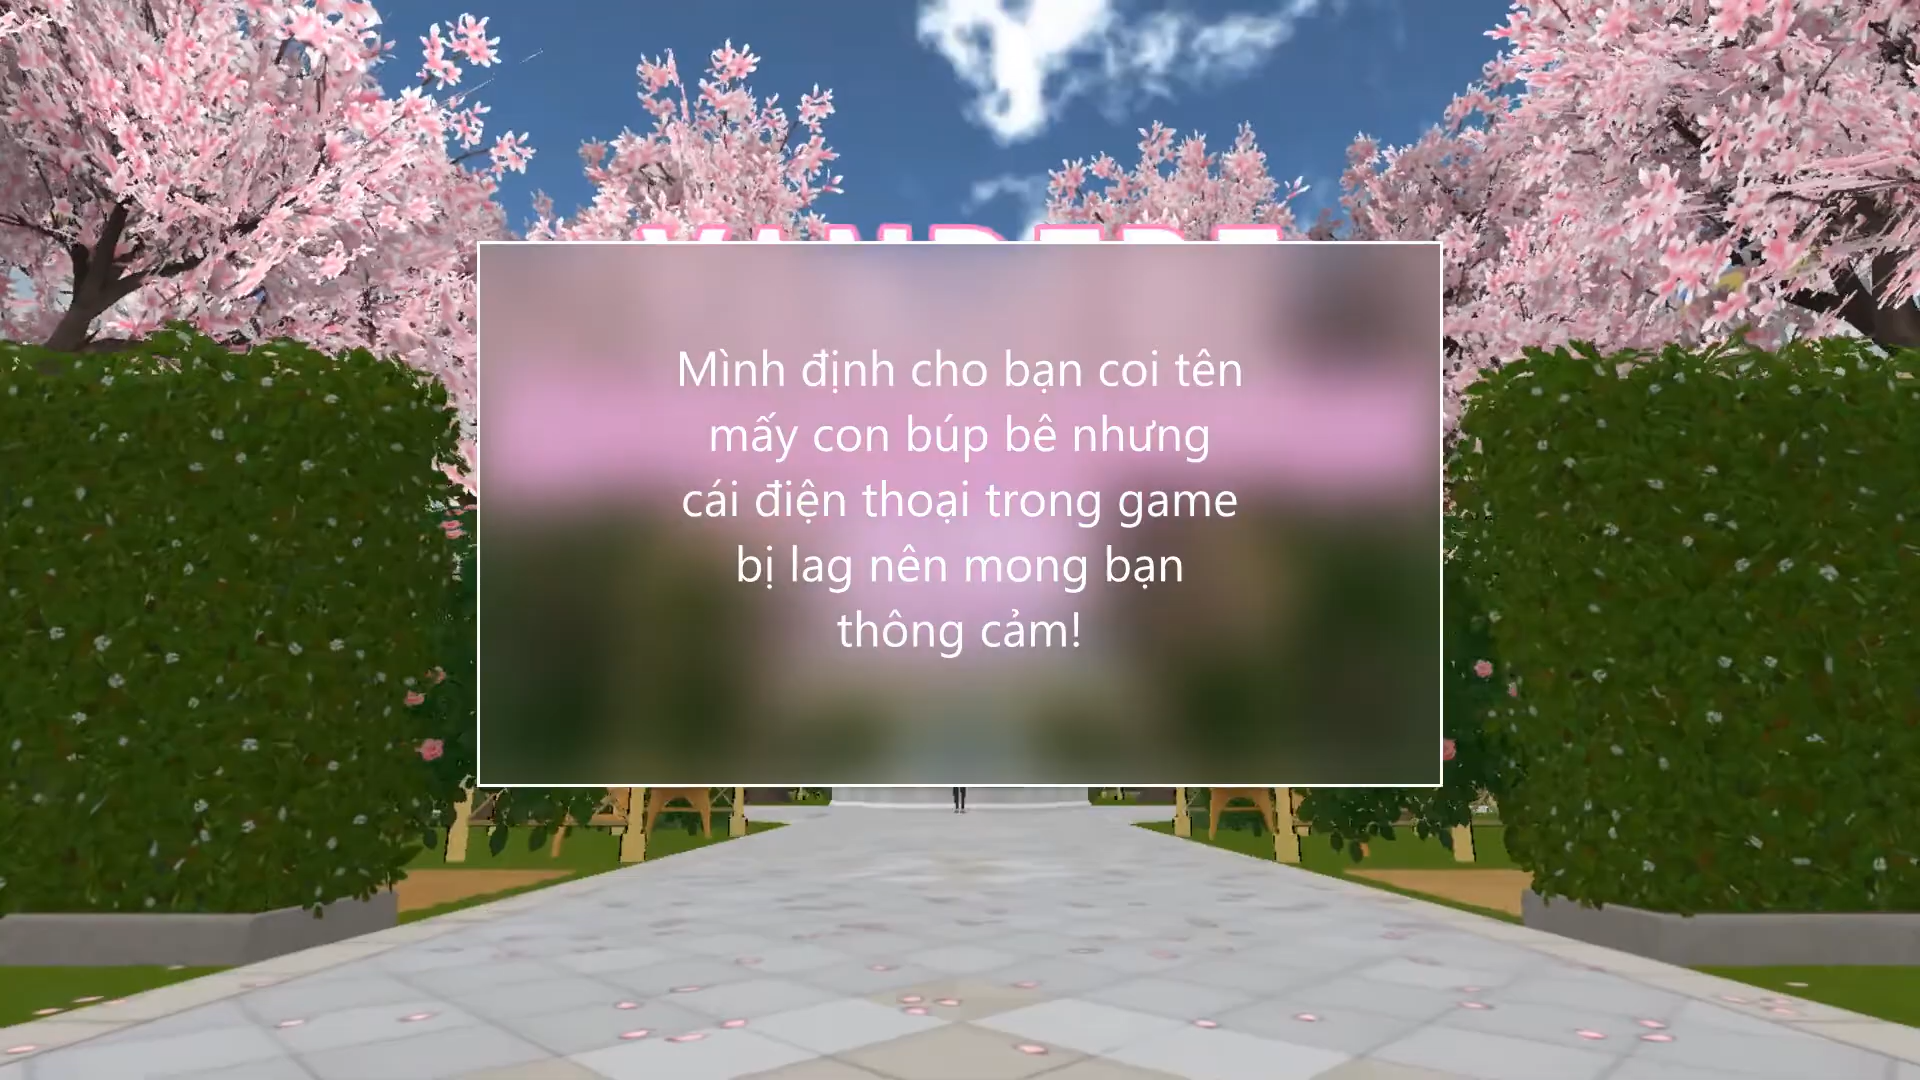 Mình định cho bạn coi tên
mấy con búp bê nhưng
cái điện thoại trong game
bị lag nên mong bạn
thông cảm!